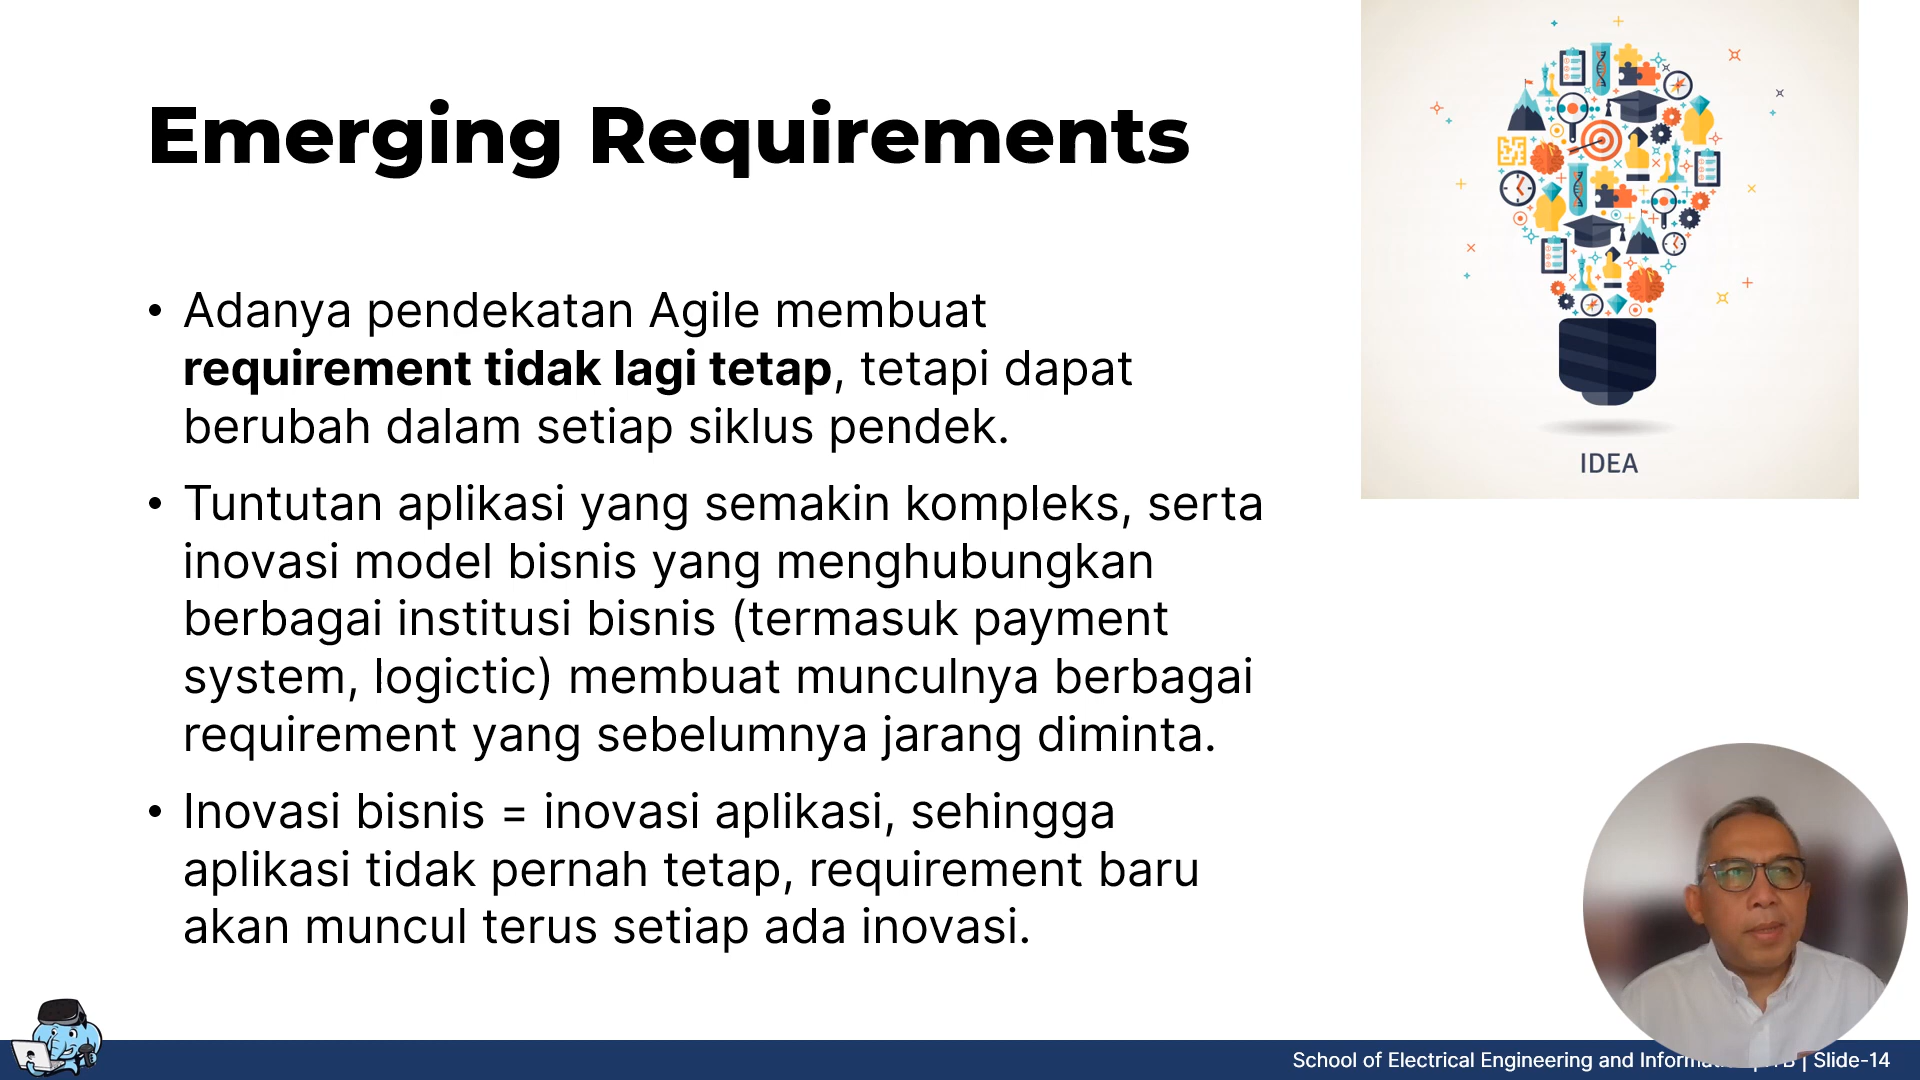 Emerging Requirements
• Adanya pendekatan Agile membuat
requirement tidak lagi tetap, tetapi dapat
berubah dalam setiap siklus pendek.
• Tuntutan aplikasi yang semakin kompleks, serta
inovasi model bisnis yang menghubungkan
berbagai institusi bisnis (termasuk payment
system, logictic) membuat munculnya berbagai
requirement yang sebelumnya jarang diminta.
• Inovasi bisnis = inovasi aplikasi, sehingga
aplikasi tidak pernah tetap, requirement baru
akan muncul terus setiap ada inovasi.
IDEA
School of Electrical Engineering and | Slide-14